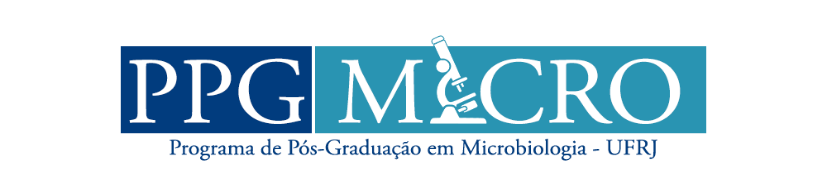 PPG MICRO
Programa de Pós-Graduação em Microbiologia - UFRJ